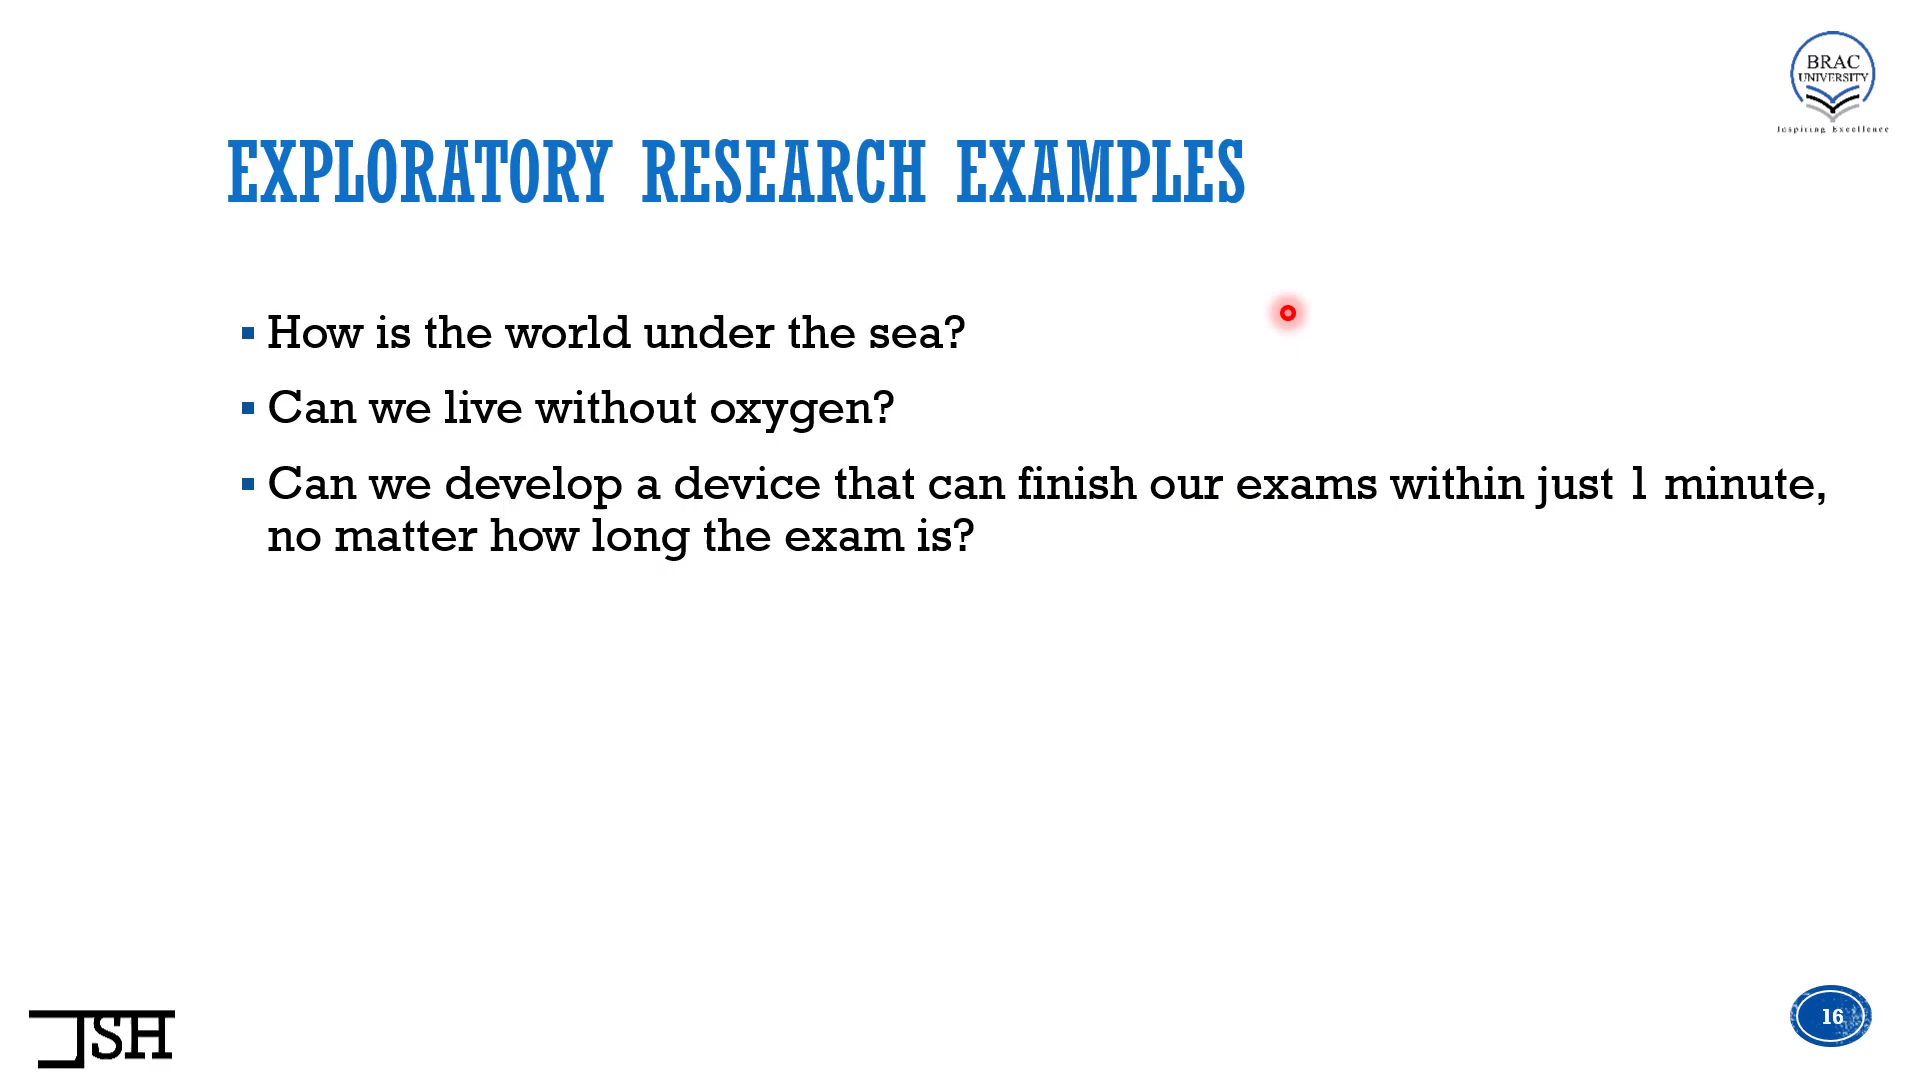 BRAC
UNIVERSITY
Inspiring Excellence
EXPLORATORY RESEARCH EXAMPLES
▪ How is the world under the sea?
▪ Can we live without oxygen?
▪ Can we develop a device that can finish our exams within just 1 minute,
no matter how long the exam is?
JSH
16